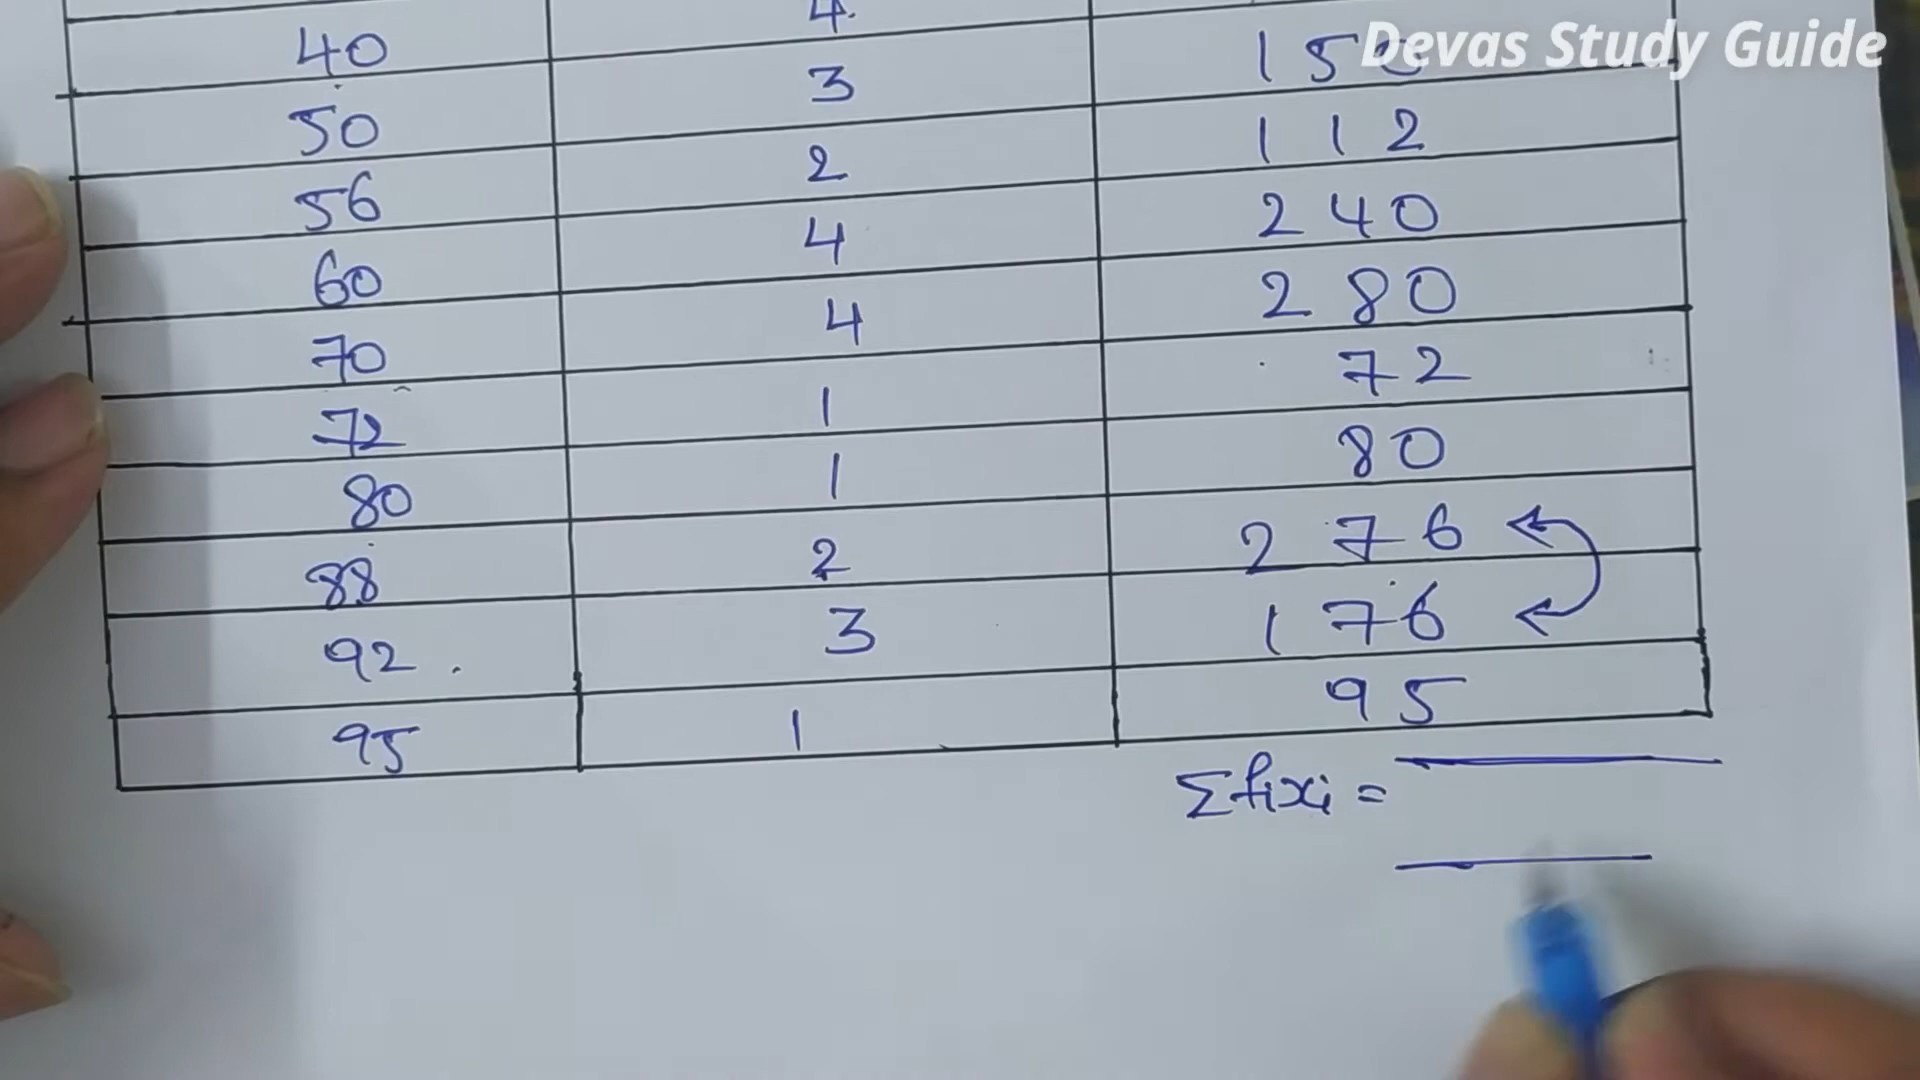 4.
Devas Study Guide
40 3 150
50 2 112
56 4 240
60 4 280
70 1 72
72 1 80
80 2 276
88 3 176
92 . 1 95
95
Σfixi =